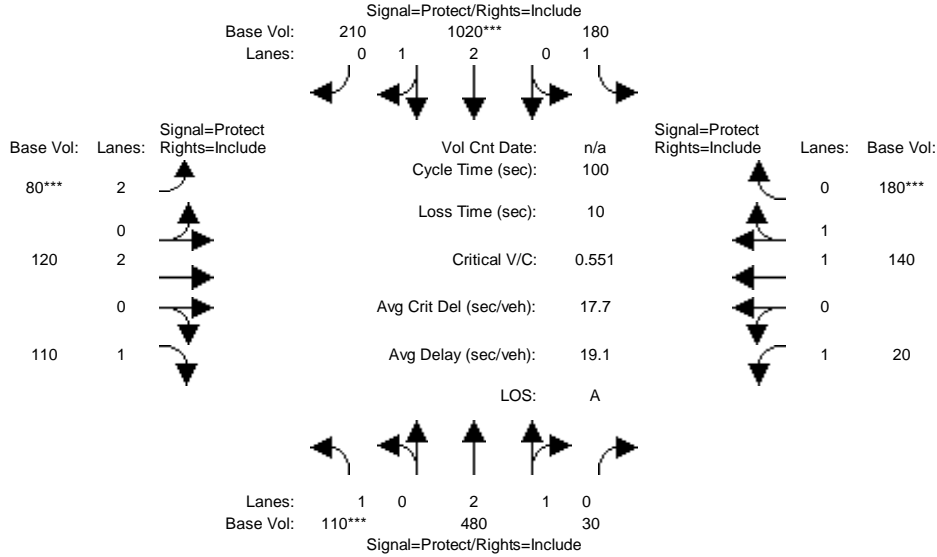 Signal=Protect/Rights=Include
Base Vol: 210 1020*** 180
Lanes: 0 1 2 0 1
Signal=Protect
Base Vol: Lanes: Rights=Include
Vol Cnt Date: n/a
Signal=Protect
Rights=Include Lanes: Base Vol:
Cycle Time (sec): 100
80*** 2
0 180***
Loss Time (sec): 10
0
1
120 2
Critical V/C: 0.551
1 140
0
Avg Crit Del (sec/veh): 17.7
0
110 1
Avg Delay (sec/veh): 19.1
1 20
LOS: A
Lanes: 1 0 2 1 0
Base Vol: 110*** 480 30
Signal=Protect/Rights=Include